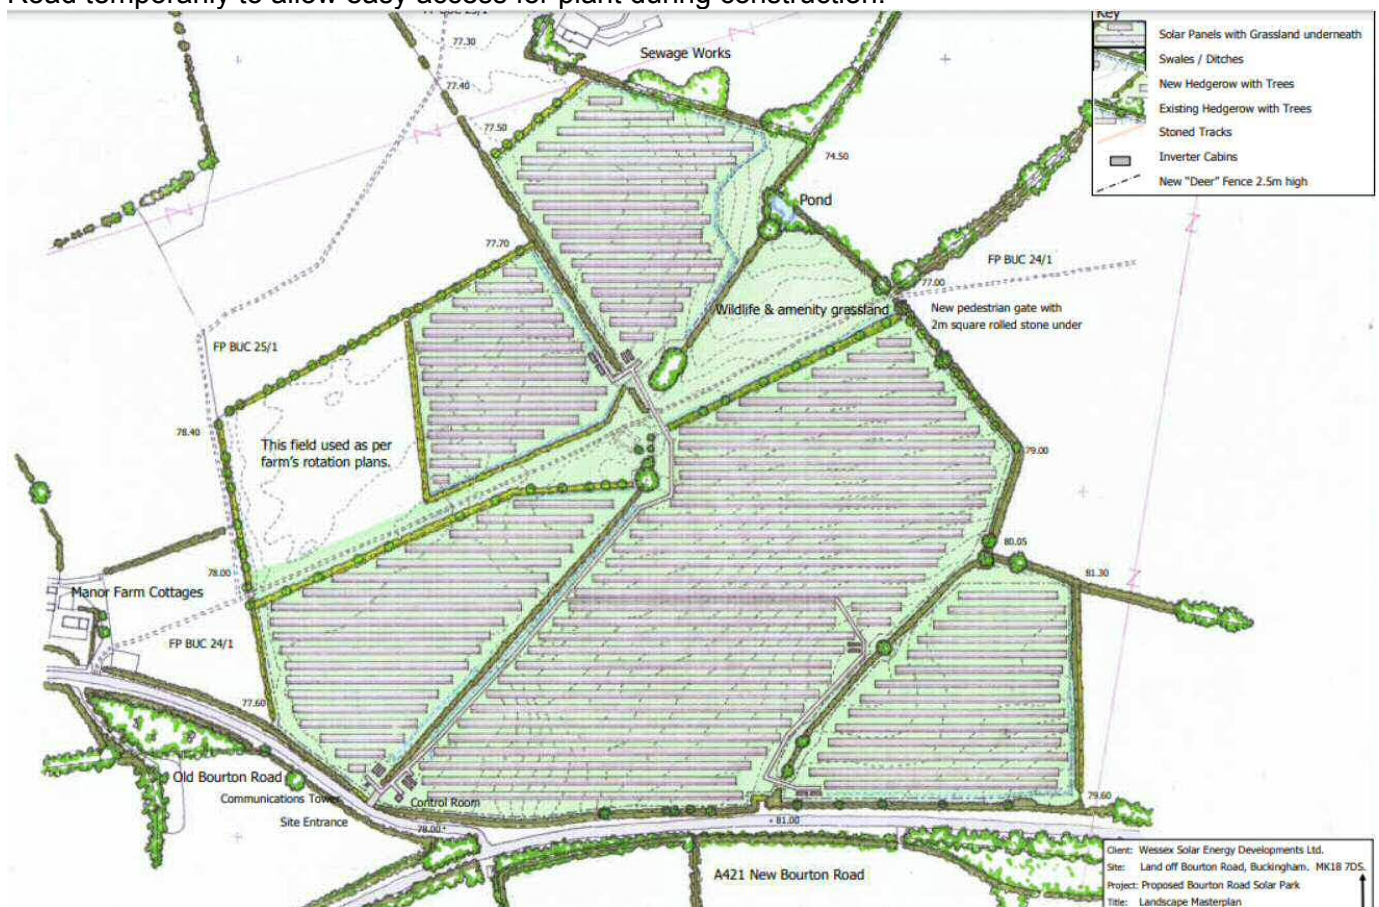 Road temporarily to allow easy access for plant during construction.
77.30
Sewage Works
77.40
77.50
74.50
Pond
77.70
FP BUC 24/1
77.00
Wildlife & amenity grassland
New pedestrian gate with
2m square rolled stone under
FP BUC 25/1
78.40
This field used as per
farm's rotation plans.
79.00
80.05
78.00
81.30
Manor Farm Cottages
FP BUC 24/1
77.60
Old Bourton Road
Communications Tower
Control Room
79.60
Site Entrance
78.00
81.00
A421 New Bourton Road
Key
Solar Panels with Grassland underneath
Swales / Ditches
New Hedgerow with Trees
Existing Hedgerow with Trees
Stoned Tracks
Inverter Cabins
New "Deer" Fence 2.5m high
Client: Wessex Solar Energy Developments Ltd.
Site: Land off Bourton Road, Buckingham. MK18 7DS.
Project: Proposed Bourton Road Solar Park
Title: Landscape Masterplan